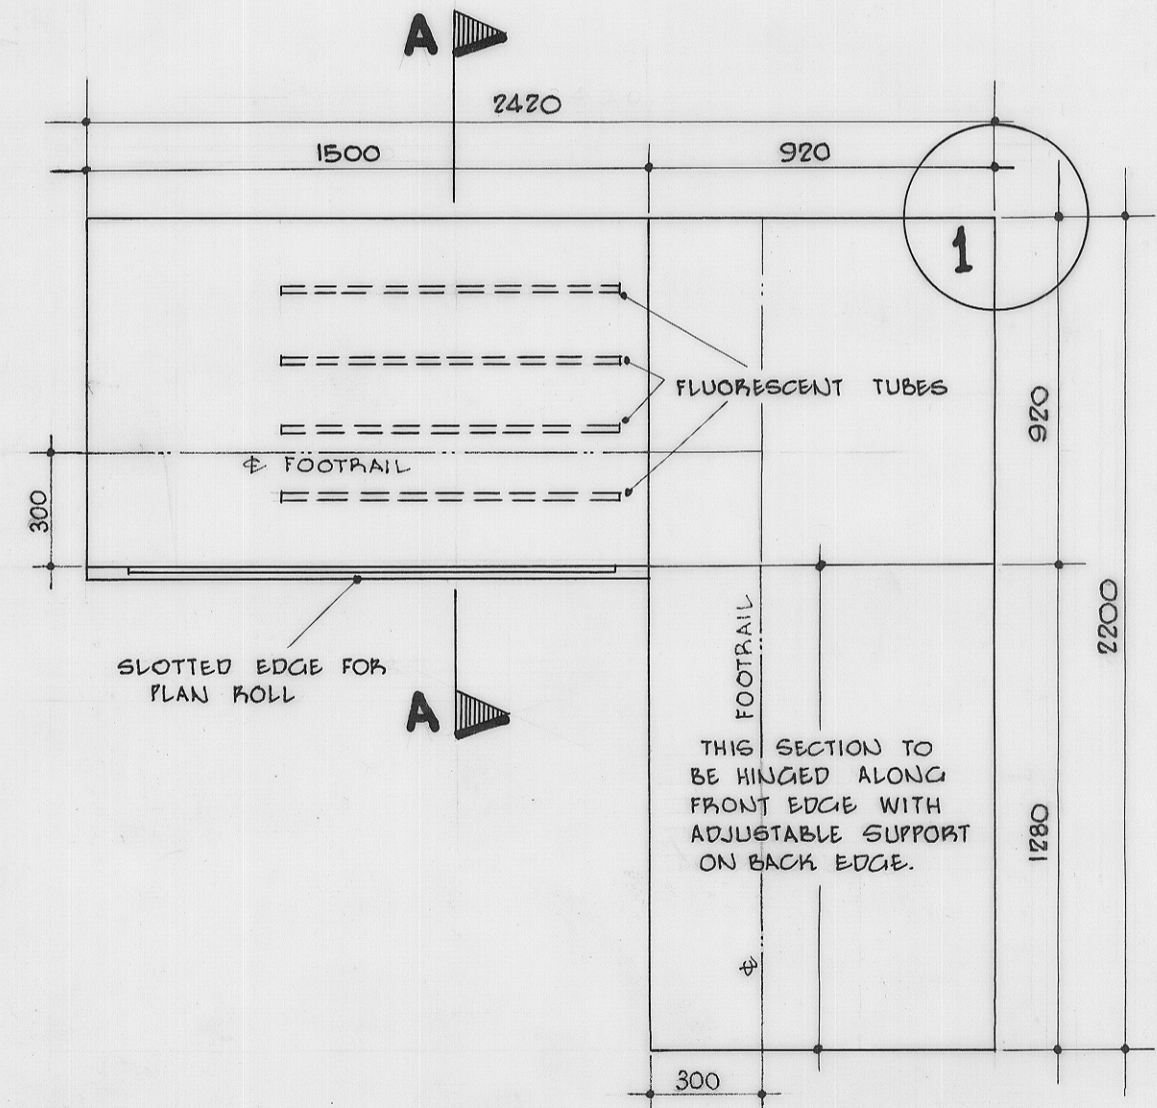 A
2420
1500
920
1
FLUORESCENT TUBES
920
℄ FOOTRAIL
300
2200
SLOTTED EDGE FOR
PLAN ROLL
A
℄ FOOTRAIL
THIS SECTION TO
BE HINGED ALONG
FRONT EDGE WITH
ADJUSTABLE SUPPORT
ON BACK EDGE.
1280
300